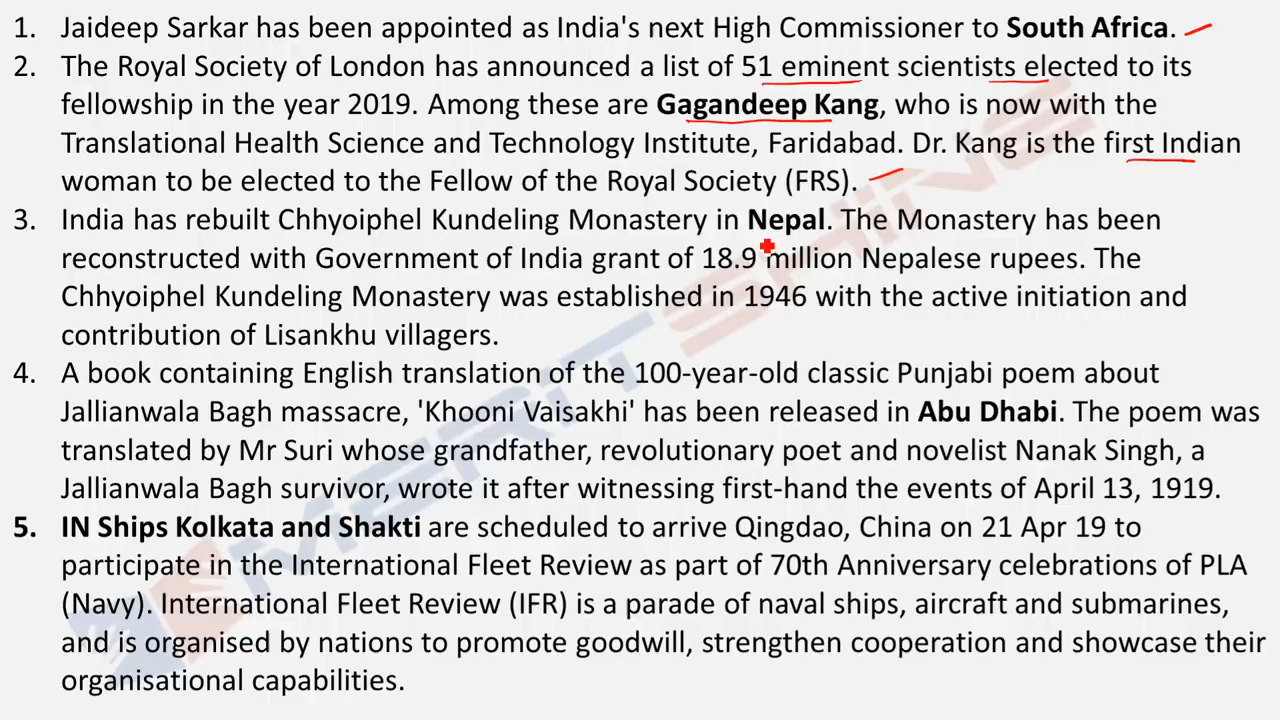 1. Jaideep Sarkar has been appointed as India's next High Commissioner to South Africa.
2. The Royal Society of London has announced a list of 51 eminent scientists elected to its
fellowship in the year 2019. Among these are Gagandeep Kang, who is now with the
Translational Health Science and Technology Institute, Faridabad. Dr. Kang is the first Indian
woman to be elected to the Fellow of the Royal Society (FRS).
3. India has rebuilt Chhyoiphel Kundeling Monastery in Nepal. The Monastery has been
reconstructed with Government of India grant of 18.9 million Nepalese rupees. The
Chhyoiphel Kundeling Monastery was established in 1946 with the active initiation and
contribution of Lisankhu villagers.
4. A book containing English translation of the 100-year-old classic Punjabi poem about
Jallianwala Bagh massacre, 'Khooni Vaisakhi' has been released in Abu Dhabi. The poem was
translated by Mr Suri whose grandfather, revolutionary poet and novelist Nanak Singh, a
Jallianwala Bagh survivor, wrote it after witnessing first-hand the events of April 13, 1919.
5. IN Ships Kolkata and Shakti are scheduled to arrive Qingdao, China on 21 Apr 19 to
participate in the International Fleet Review as part of 70th Anniversary celebrations of PLA
(Navy). International Fleet Review (IFR) is a parade of naval ships, aircraft and submarines,
and is organised by nations to promote goodwill, strengthen cooperation and showcase their
organisational capabilities.
MERITSHINE